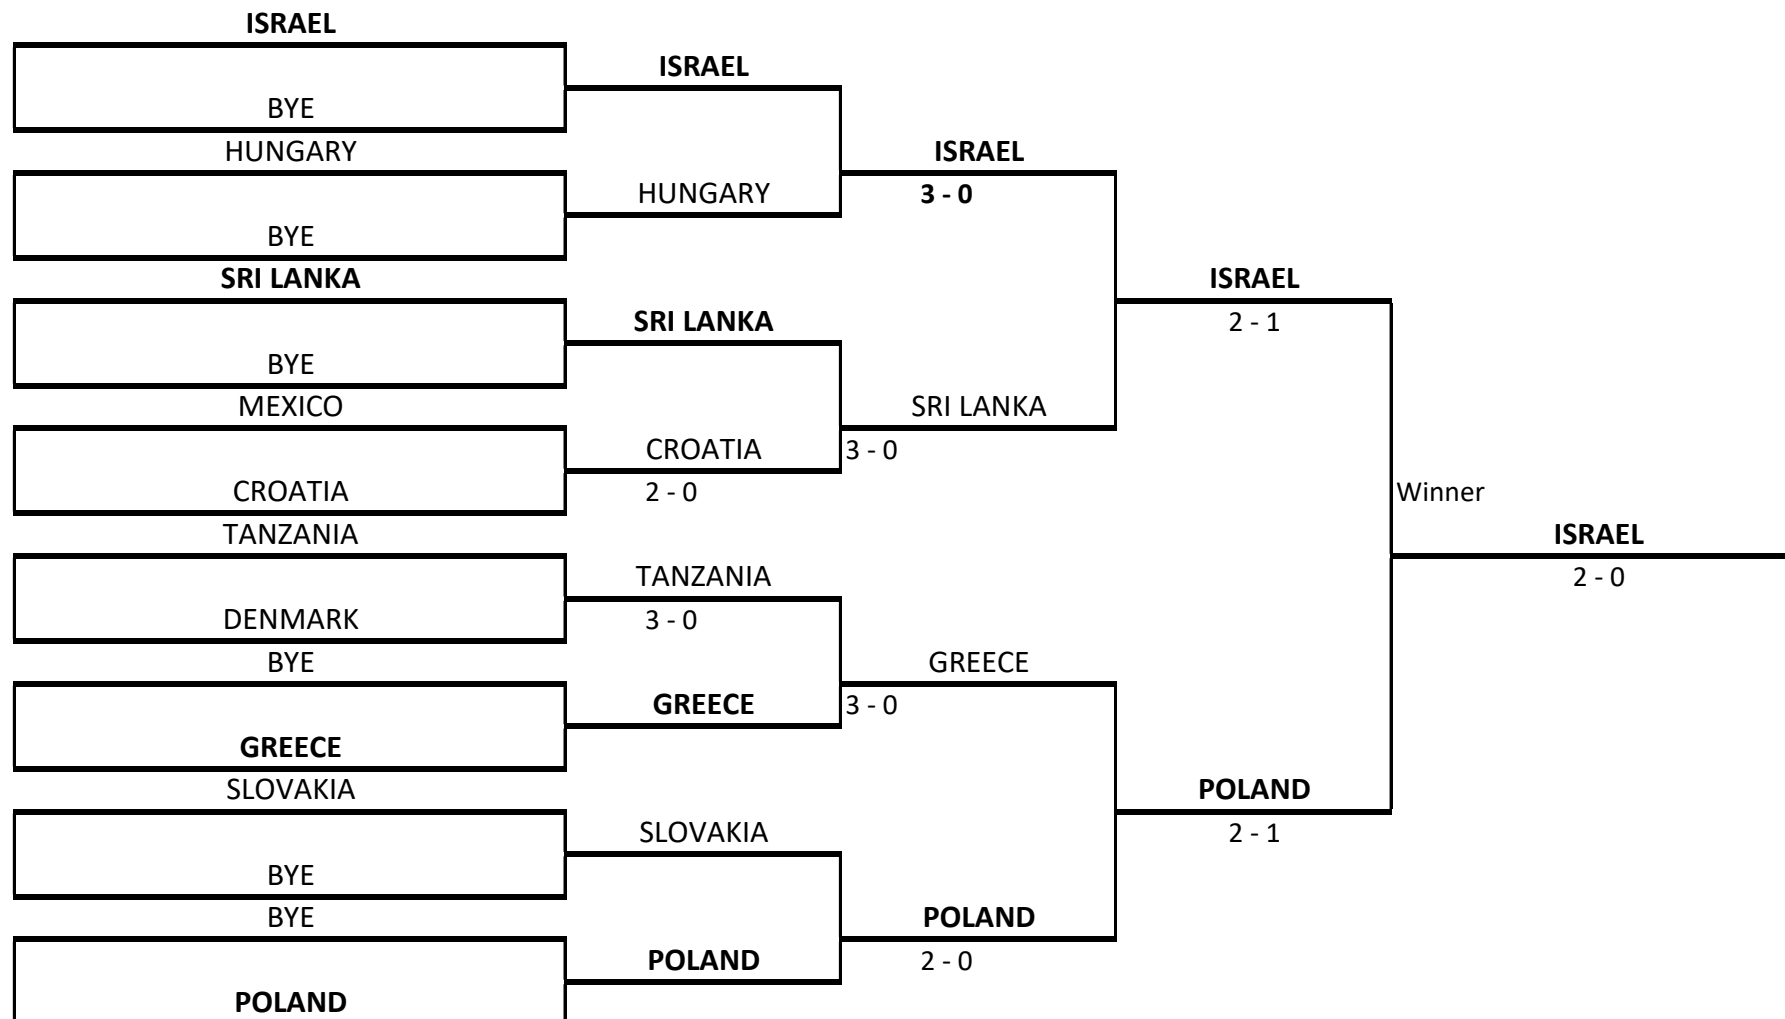 ISRAEL
ISRAEL
BYE
HUNGARY
ISRAEL
HUNGARY
3 - 0
BYE
SRI LANKA
ISRAEL
SRI LANKA
2 - 1
BYE
MEXICO
SRI LANKA
CROATIA
3 - 0
CROATIA
2 - 0
Winner
TANZANIA
ISRAEL
TANZANIA
2 - 0
DENMARK
3 - 0
BYE
GREECE
GREECE
3 - 0
GREECE
SLOVAKIA
POLAND
SLOVAKIA
2 - 1
BYE
BYE
POLAND
POLAND
2 - 0
POLAND